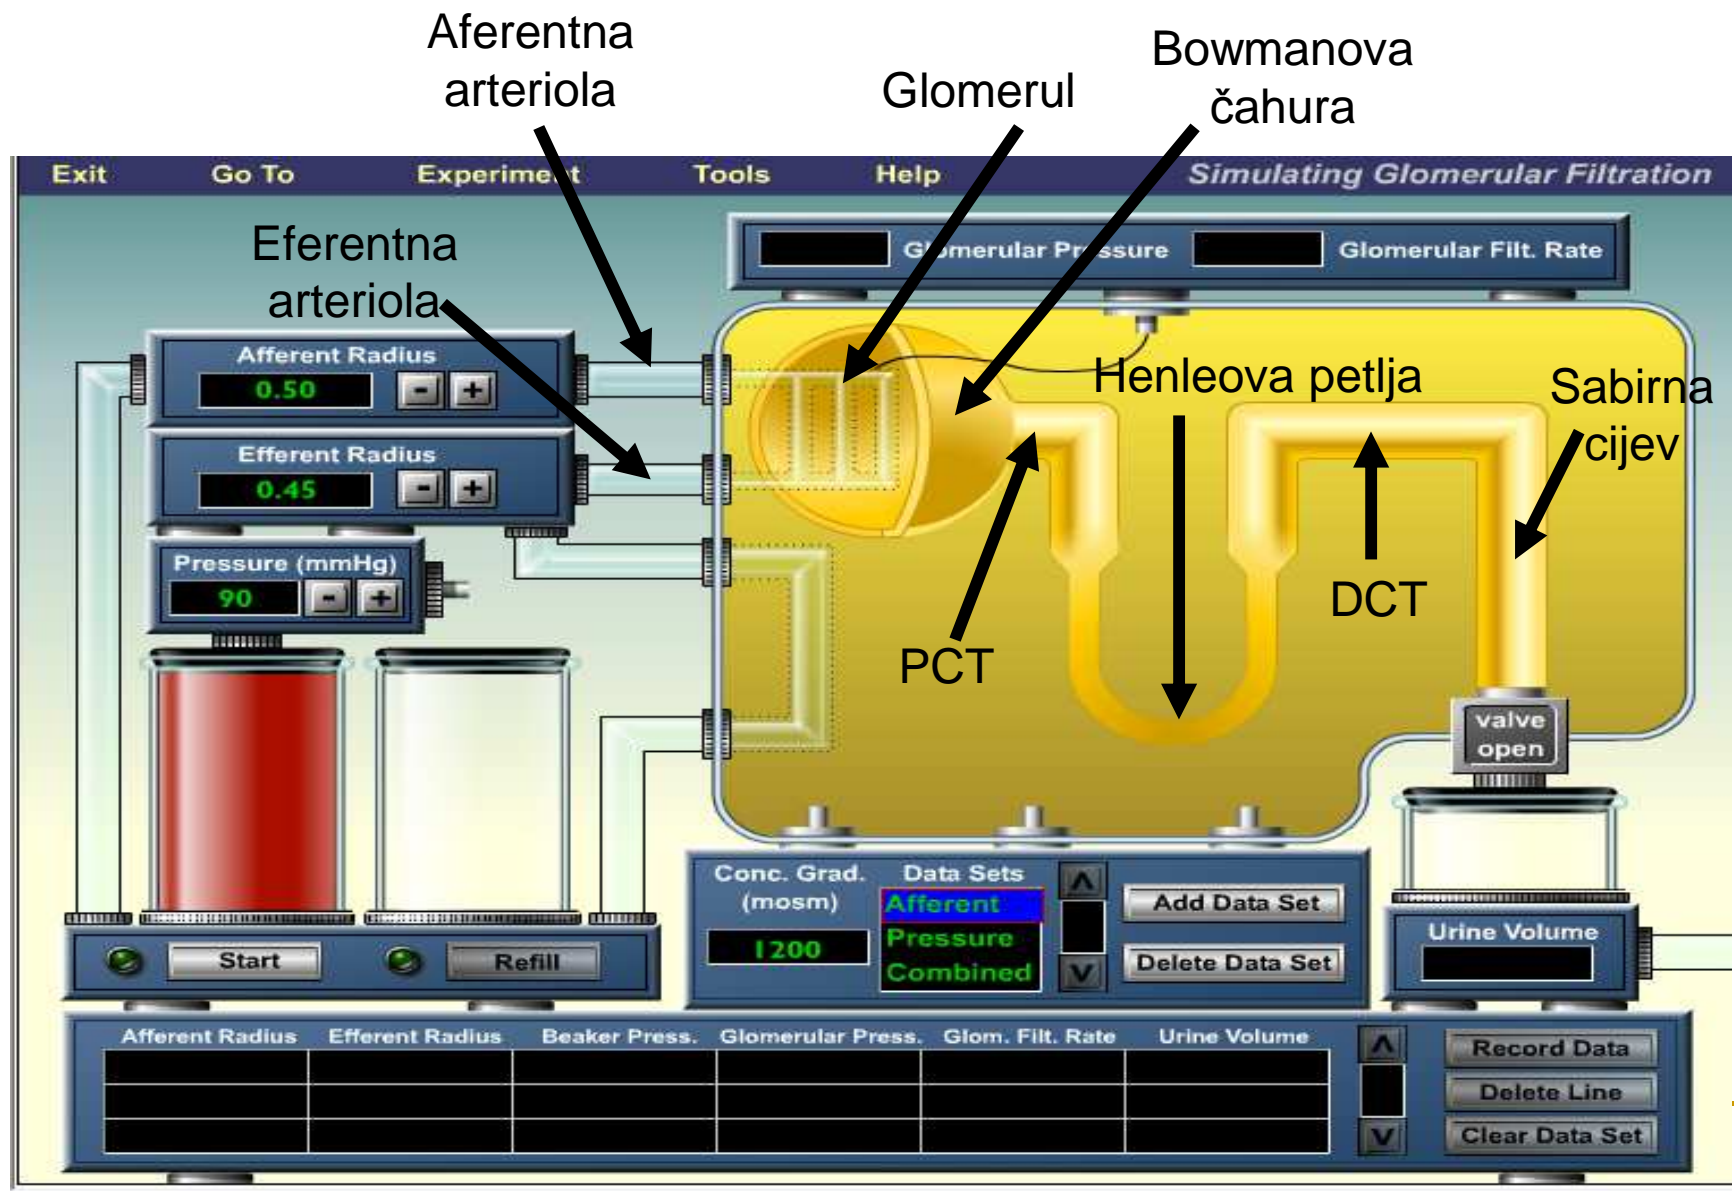 Aferentna
arteriola
Glomerul
Bowmanova
čahura
Exit Go To Experiment Tools Help Simulating Glomerular Filtration
Eferentna
arteriola
Glomerular Pressure Glomerular Filt. Rate
Afferent Radius
0.50 - +
Efferent Radius
0.45 - +
Pressure (mmHg)
90 - +
Henleova petlja
Sabirna
cijev
PCT
DCT
valve
open
Conc. Grad.
(mosm)
1200
Data Sets
Afferent
Pressure
Combined
Λ
V
Add Data Set
Delete Data Set
Urine Volume
Start Refill
Afferent Radius Efferent Radius Beaker Press. Glomerular Press. Glom. Filt. Rate Urine Volume
Λ
V
Record Data
Delete Line
Clear Data Set